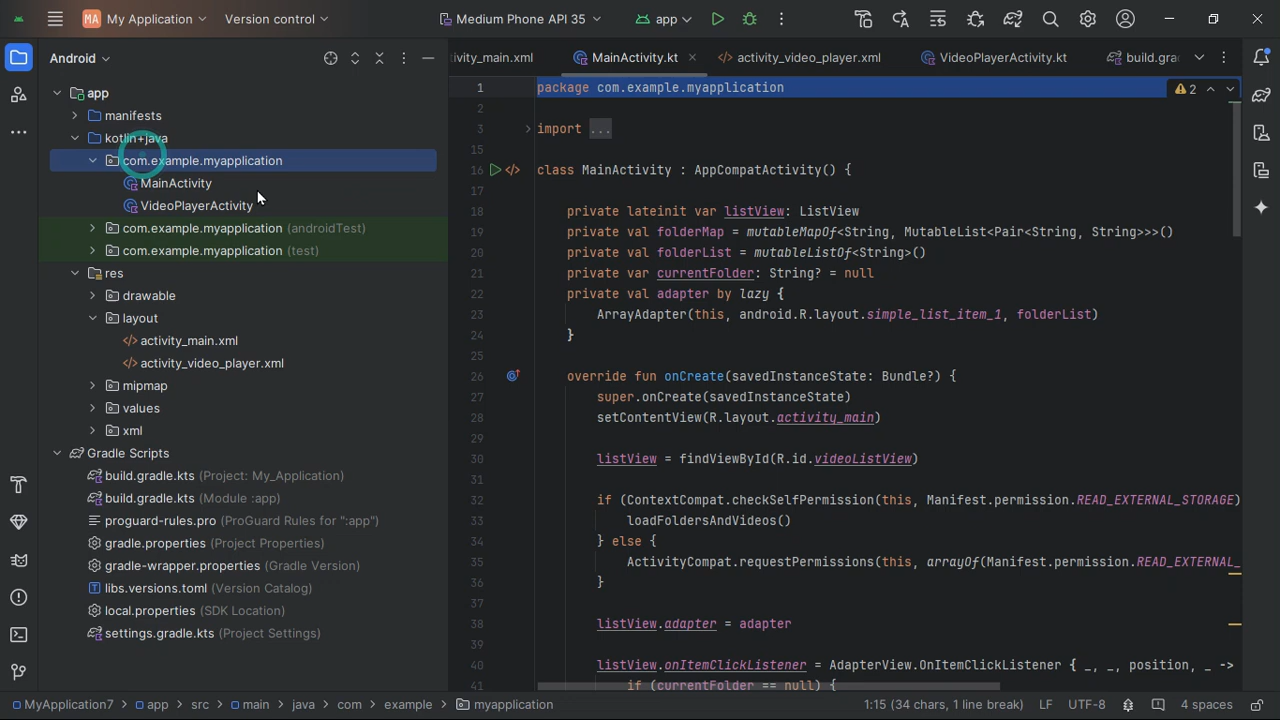 MA My Application Version control Medium Phone API 35 app
Android
ivity_main.xml MainActivity.kt activity_video_player.xml VideoPlayerActivity.kt build.gra
app
manifests
kotlin+java
com.example.myapplication
MainActivity
VideoPlayerActivity
com.example.myapplication (androidTest)
com.example.myapplication (test)
res
drawable
layout
activity_main.xml
activity_video_player.xml
mipmap
values
xml
Gradle Scripts
build.gradle.kts (Project: My_Application)
build.gradle.kts (Module :app)
proguard-rules.pro (ProGuard Rules for ":app")
gradle.properties (Project Properties)
gradle-wrapper.properties (Gradle Version)
libs.versions.toml (Version Catalog)
local.properties (SDK Location)
settings.gradle.kts (Project Settings)
1 package com.example.myapplication 2
2
3 import ...
15
16 class MainActivity : AppCompatActivity() {
17
18 private lateinit var listView: ListView
19 private val folderMap = mutableMapOf<String, MutableList<Pair<String, String>>>()
20 private val folderList = mutableListOf<String>()
21 private var currentFolder: String? = null
22 private val adapter by lazy {
23 ArrayAdapter(this, android.R.layout.simple_list_item_1, folderList)
24 }
25
26 override fun onCreate(savedInstanceState: Bundle?) {
27 super.onCreate(savedInstanceState)
28 setContentView(R.layout.activity_main)
29
30 listView = findViewById(R.id.videoListView)
31
32 if (ContextCompat.checkSelfPermission(this, Manifest.permission.READ_EXTERNAL_STORAGE)
33 loadFoldersAndVideos()
34 } else {
35 ActivityCompat.requestPermissions(this, arrayOf(Manifest.permission.READ_EXTERNAL_
36 }
37
38 listView.adapter = adapter
39
40 listView.onItemClickListener = AdapterView.OnItemClickListener { _, _, position, _ ->
41 if (currentFolder == null) {
MyApplication7 > app > src > main > java > com > example > myapplication 1:15 (34 chars, 1 line break) LF UTF-8 4 spaces